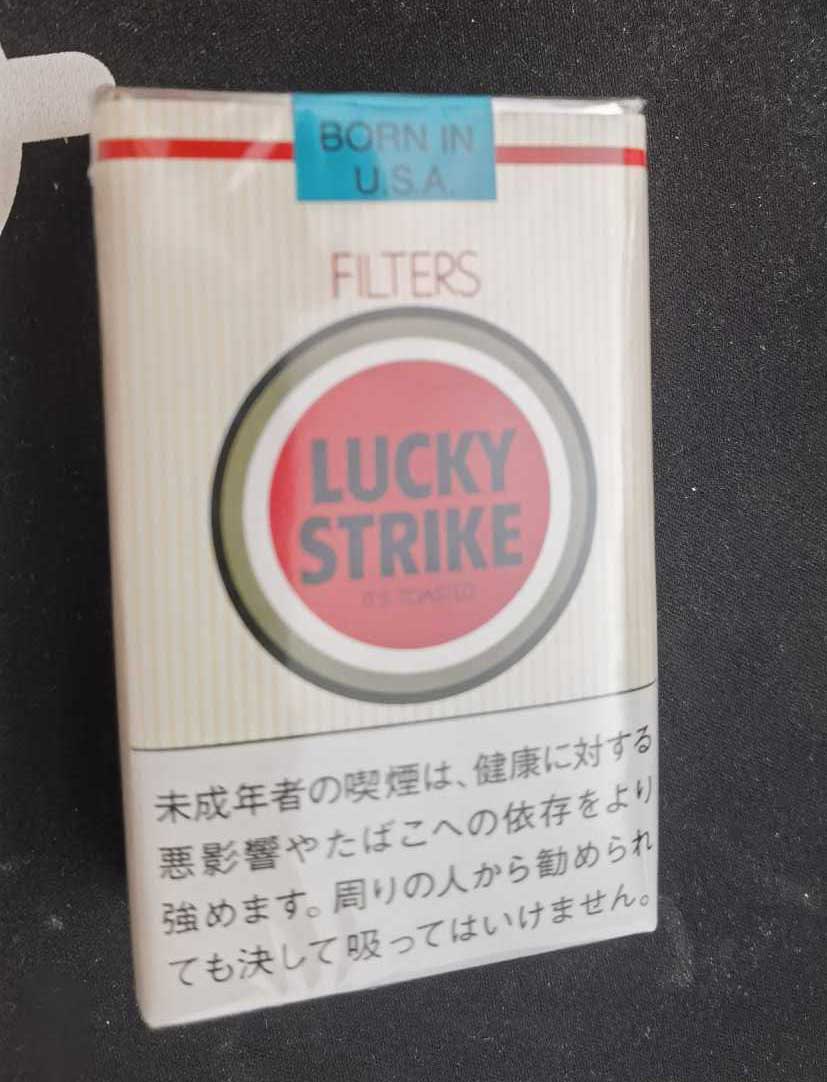 BORN IN
U.S.A.
FILTERS
LUCKY
STRIKE
IT'S TOASTED
未成年者の喫煙は、健康に対する
悪影響やたばこへの依存をより
強めます。周りの人から勧められ
ても決して吸ってはいけません。